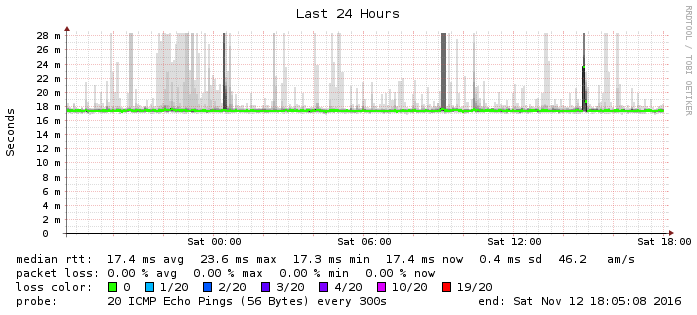 Last 24 Hours
RRDTOOL / TOBI OETIKER
Seconds
28 m
26 m
24 m
22 m
20 m
18 m
16 m
14 m
12 m
10 m
8 m
6 m
4 m
2 m
0
Sat 00:00 Sat 06:00 Sat 12:00 Sat 18:00
median rtt: 17.4 ms avg 23.6 ms max 17.3 ms min 17.4 ms now 0.4 ms sd 46.2 am/s
packet loss: 0.00 % avg 0.00 % max 0.00 % min 0.00 % now
loss color: 0 1/20 2/20 3/20 4/20 10/20 19/20
probe: 20 ICMP Echo Pings (56 Bytes) every 300s end: Sat Nov 12 18:05:08 2016